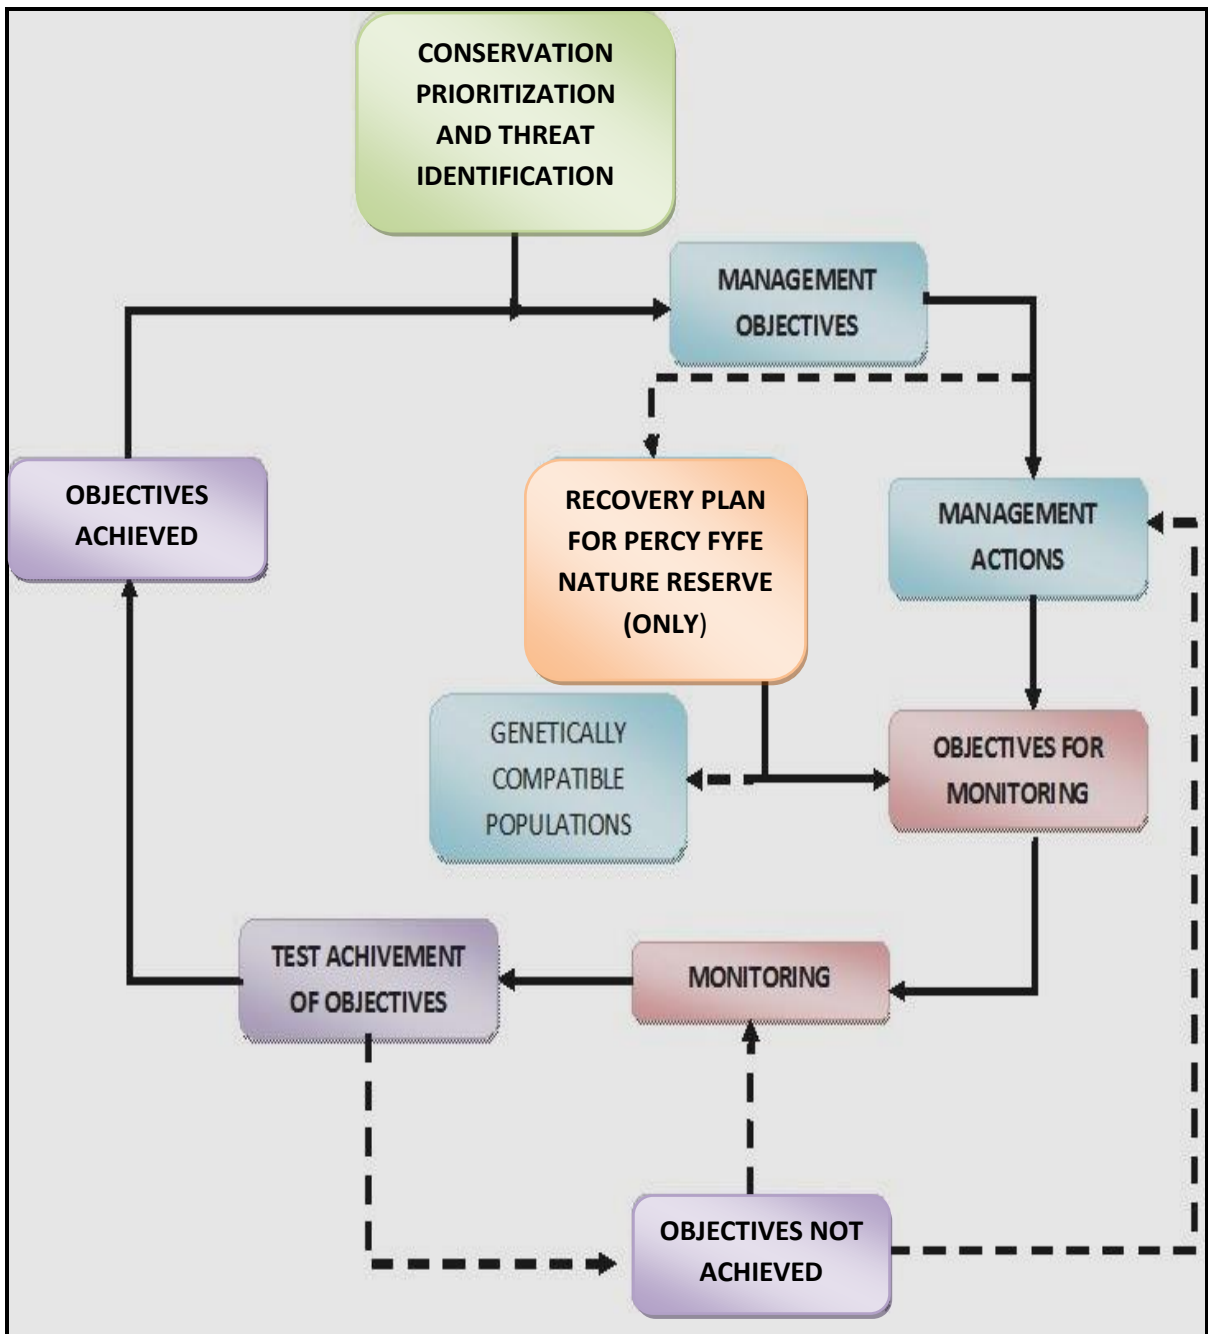 CONSERVATION
PRIORITIZATION
AND THREAT
IDENTIFICATION
MANAGEMENT
OBJECTIVES
OBJECTIVES
ACHIEVED
RECOVERY PLAN
FOR PERCY FYFE
NATURE RESERVE
(ONLY)
MANAGEMENT
ACTIONS
GENETICALLY
COMPATIBLE
POPULATIONS
OBJECTIVES FOR
MONITORING
TEST ACHIVEMENT
OF OBJECTIVES
MONITORING
OBJECTIVES NOT
ACHIEVED